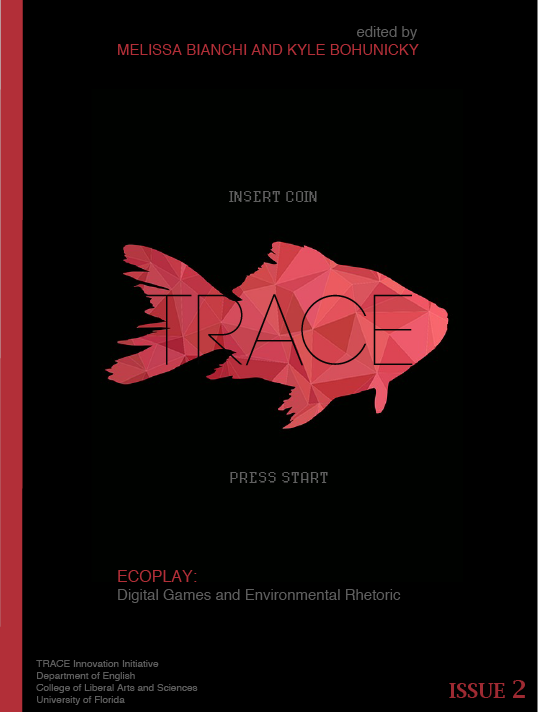 edited by
MELISSA BIANCHI AND KYLE BOHUNICKY
INSERT COIN
TRACE
PRESS START
ECOPLAY:
Digital Games and Environmental Rhetoric
TRACE Innovation Initiative
Department of English
College of Liberal Arts and Sciences
University of Florida
ISSUE 2